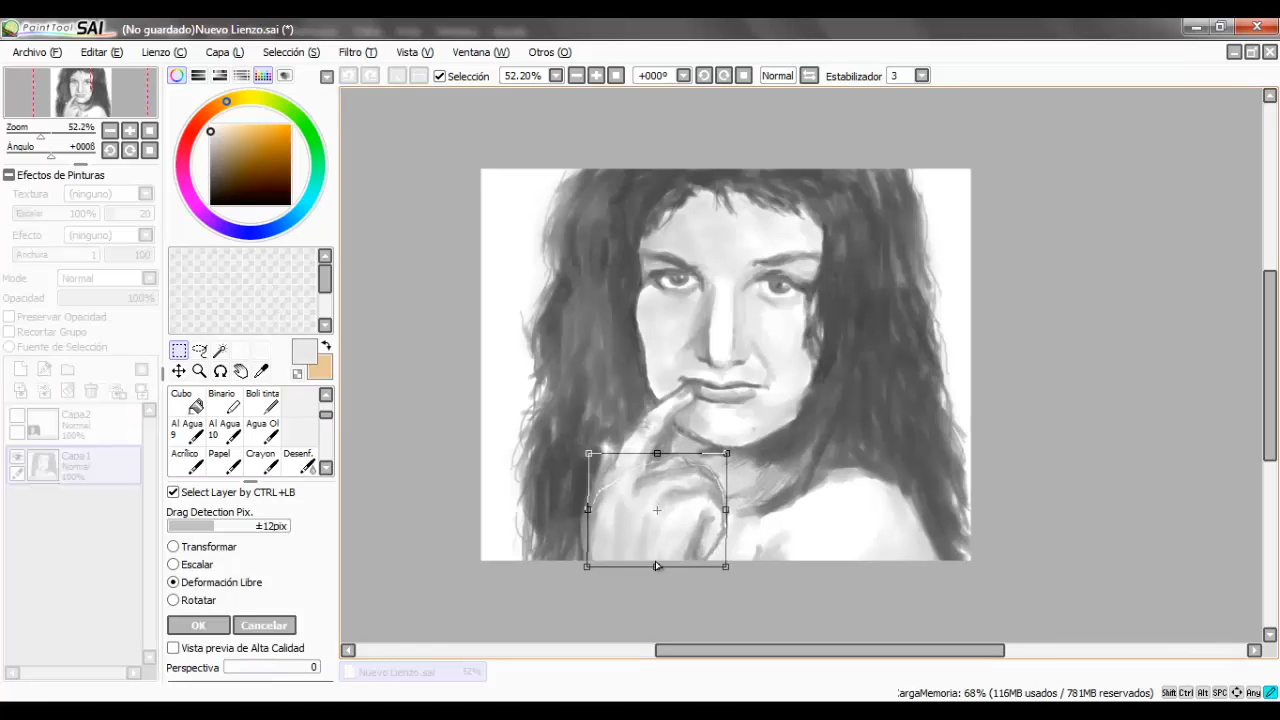 PaintTool SAI (No guardado)Nuevo Lienzo.sai (*)
Archivo (F) Editar (E) Lienzo (C) Capa (L) Selección (S) Filtro (T) Vista (V) Ventana (W) Otros (O)
Selección 52.20% +000º Normal Estabilizador 3
Zoom 52.2%
Ángulo +000ß
Efectos de Pinturas
Textura (ninguno)
Escalar 100% 20
Efecto (ninguno)
Anchura 1 100
Mode Normal
Opacidad 100%
Preservar Opacidad
Recortar Grupo
Fuente de Selección
Capa2
Normal
100%
Capa1
Normal
100%
Cubo Binario Boli tinta
Al Agua 9 Al Agua 10 Agua Ol
Acrílico Papel Crayon Desenf.
Select Layer by CTRL+LB
Drag Detection Pix.
±12pix
Transformar
Escalar
Deformación Libre
Rotatar
OK Cancelar
Vista previa de Alta Calidad
Perspectiva 0
Nuevo Lienzo.sai 52%
CargaMemoria: 68% (116MB usados / 781MB reservados) Shift Ctrl Alt SPC Any